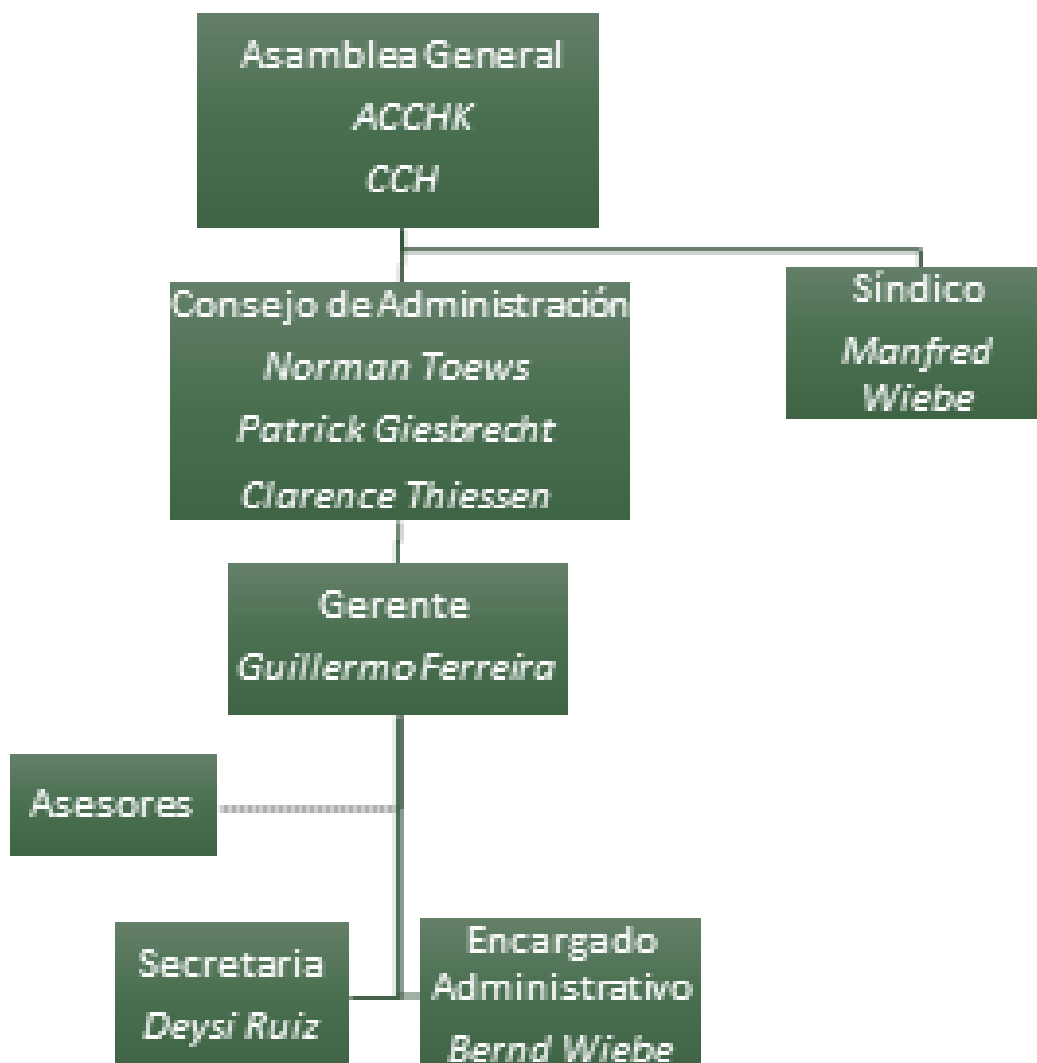 Asamblea General
ACCHK
CCH
Consejo de Administración
Norman Toews
Patrick Giesbrecht
Clarence Thiessen
Síndico
Manfred
Wiebe
Gerente
Guillermo Ferreira
Asesores
Secretaria
Deysi Ruiz
Encargado
Administrativo
Bernd Wiebe